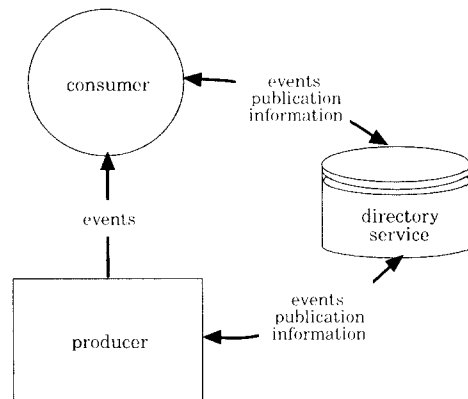 consumer
events
publication
information
directory
service
events
events
publication
information
producer